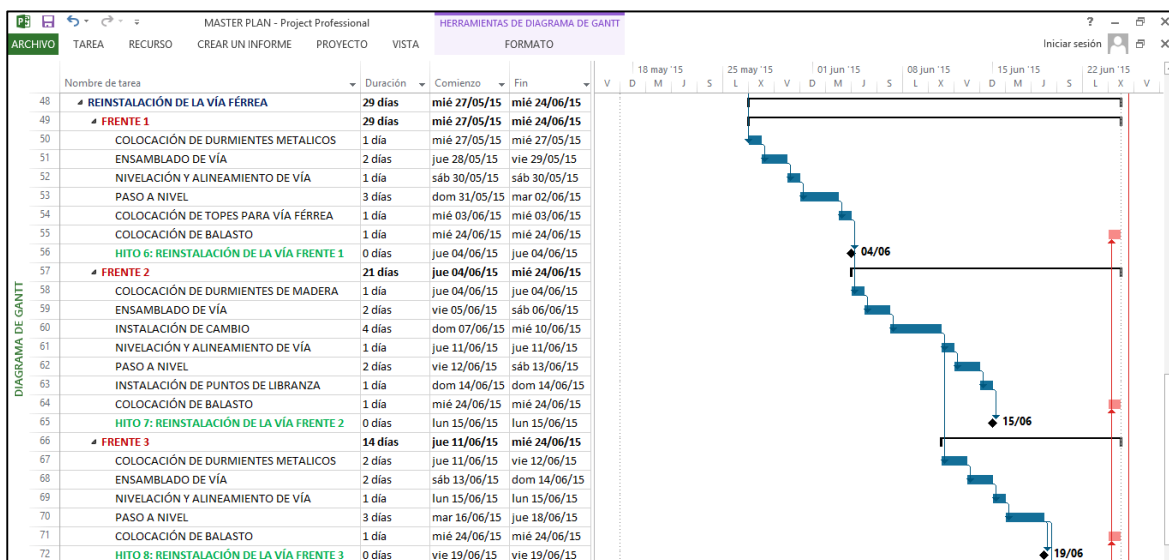 MASTER PLAN - Project Professional
HERRAMIENTAS DE DIAGRAMA DE GANTT
?
ARCHIVO TAREA RECURSO CREAR UN INFORME PROYECTO VISTA FORMATO Iniciar sesión
18 may '15 25 may '15 01 jun '15 08 jun '15 15 jun '15 22 jun '15
Nombre de tarea Duración Comienzo Fin V D M J S L X V D M J S L X V D M J S L X V
48 REINSTALACIÓN DE LA VÍA FÉRREA 29 días mié 27/05/15 mié 24/06/15
49 FRENTE 1 29 días mié 27/05/15 mié 24/06/15
50 COLOCACIÓN DE DURMIENTES METALICOS 1 día mié 27/05/15 mié 27/05/15
51 ENSAMBLADO DE VÍA 2 días jue 28/05/15 vie 29/05/15
52 NIVELACIÓN Y ALINEAMIENTO DE VÍA 1 día sáb 30/05/15 sáb 30/05/15
53 PASO A NIVEL 3 días dom 31/05/15 mar 02/06/15
54 COLOCACIÓN DE TOPES PARA VÍA FÉRREA 1 día mié 03/06/15 mié 03/06/15
55 COLOCACIÓN DE BALASTO 1 día mié 24/06/15 mié 24/06/15
56 HITO 6: REINSTALACIÓN DE LA VÍA FRENTE 1 0 días jue 04/06/15 jue 04/06/15 04/06
57 FRENTE 2 21 días jue 04/06/15 mié 24/06/15
58 COLOCACIÓN DE DURMIENTES DE MADERA 1 día jue 04/06/15 jue 04/06/15
59 ENSAMBLADO DE VÍA 2 días vie 05/06/15 sáb 06/06/15
60 INSTALACIÓN DE CAMBIO 4 días dom 07/06/15 mié 10/06/15
61 NIVELACIÓN Y ALINEAMIENTO DE VÍA 1 día jue 11/06/15 jue 11/06/15
62 PASO A NIVEL 2 días vie 12/06/15 sáb 13/06/15
63 INSTALACIÓN DE PUNTOS DE LIBRANZA 1 día dom 14/06/15 dom 14/06/15
64 COLOCACIÓN DE BALASTO 1 día mié 24/06/15 mié 24/06/15
65 HITO 7: REINSTALACIÓN DE LA VÍA FRENTE 2 0 días lun 15/06/15 lun 15/06/15 15/06
66 FRENTE 3 14 días jue 11/06/15 mié 24/06/15
67 COLOCACIÓN DE DURMIENTES METALICOS 2 días jue 11/06/15 vie 12/06/15
68 ENSAMBLADO DE VÍA 2 días sáb 13/06/15 dom 14/06/15
69 NIVELACIÓN Y ALINEAMIENTO DE VÍA 1 día lun 15/06/15 lun 15/06/15
70 PASO A NIVEL 3 días mar 16/06/15 jue 18/06/15
71 COLOCACIÓN DE BALASTO 1 día mié 24/06/15 mié 24/06/15
72 HITO 8: REINSTALACIÓN DE LA VÍA FRENTE 3 0 días vie 19/06/15 vie 19/06/15 19/06
DIAGRAMA DE GANTT